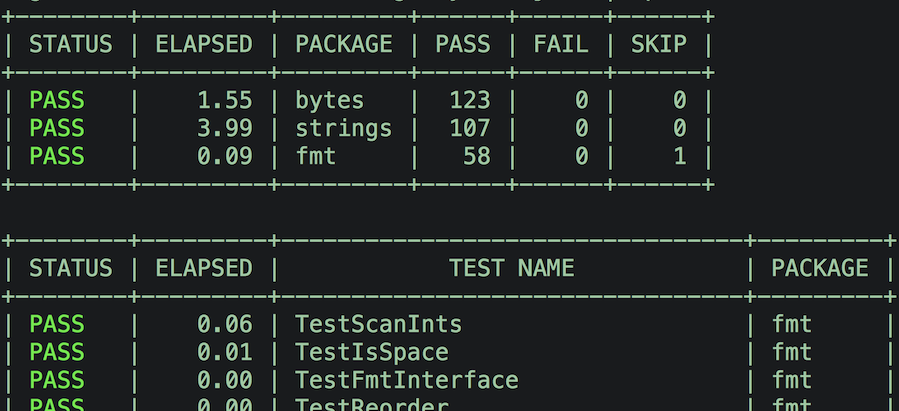 STATUS | ELAPSED | PACKAGE | PASS | FAIL | SKIP
PASS | 1.55 | bytes | 123 | 0 | 0
PASS | 3.99 | strings | 107 | 0 | 0
PASS | 0.09 | fmt | 58 | 0 | 1
STATUS | ELAPSED | TEST NAME | PACKAGE
PASS | 0.06 | TestScanInts | fmt
PASS | 0.01 | TestIsSpace | fmt
PASS | 0.00 | TestFmtInterface | fmt
PASS | 0.00 | TestReorder | fmt